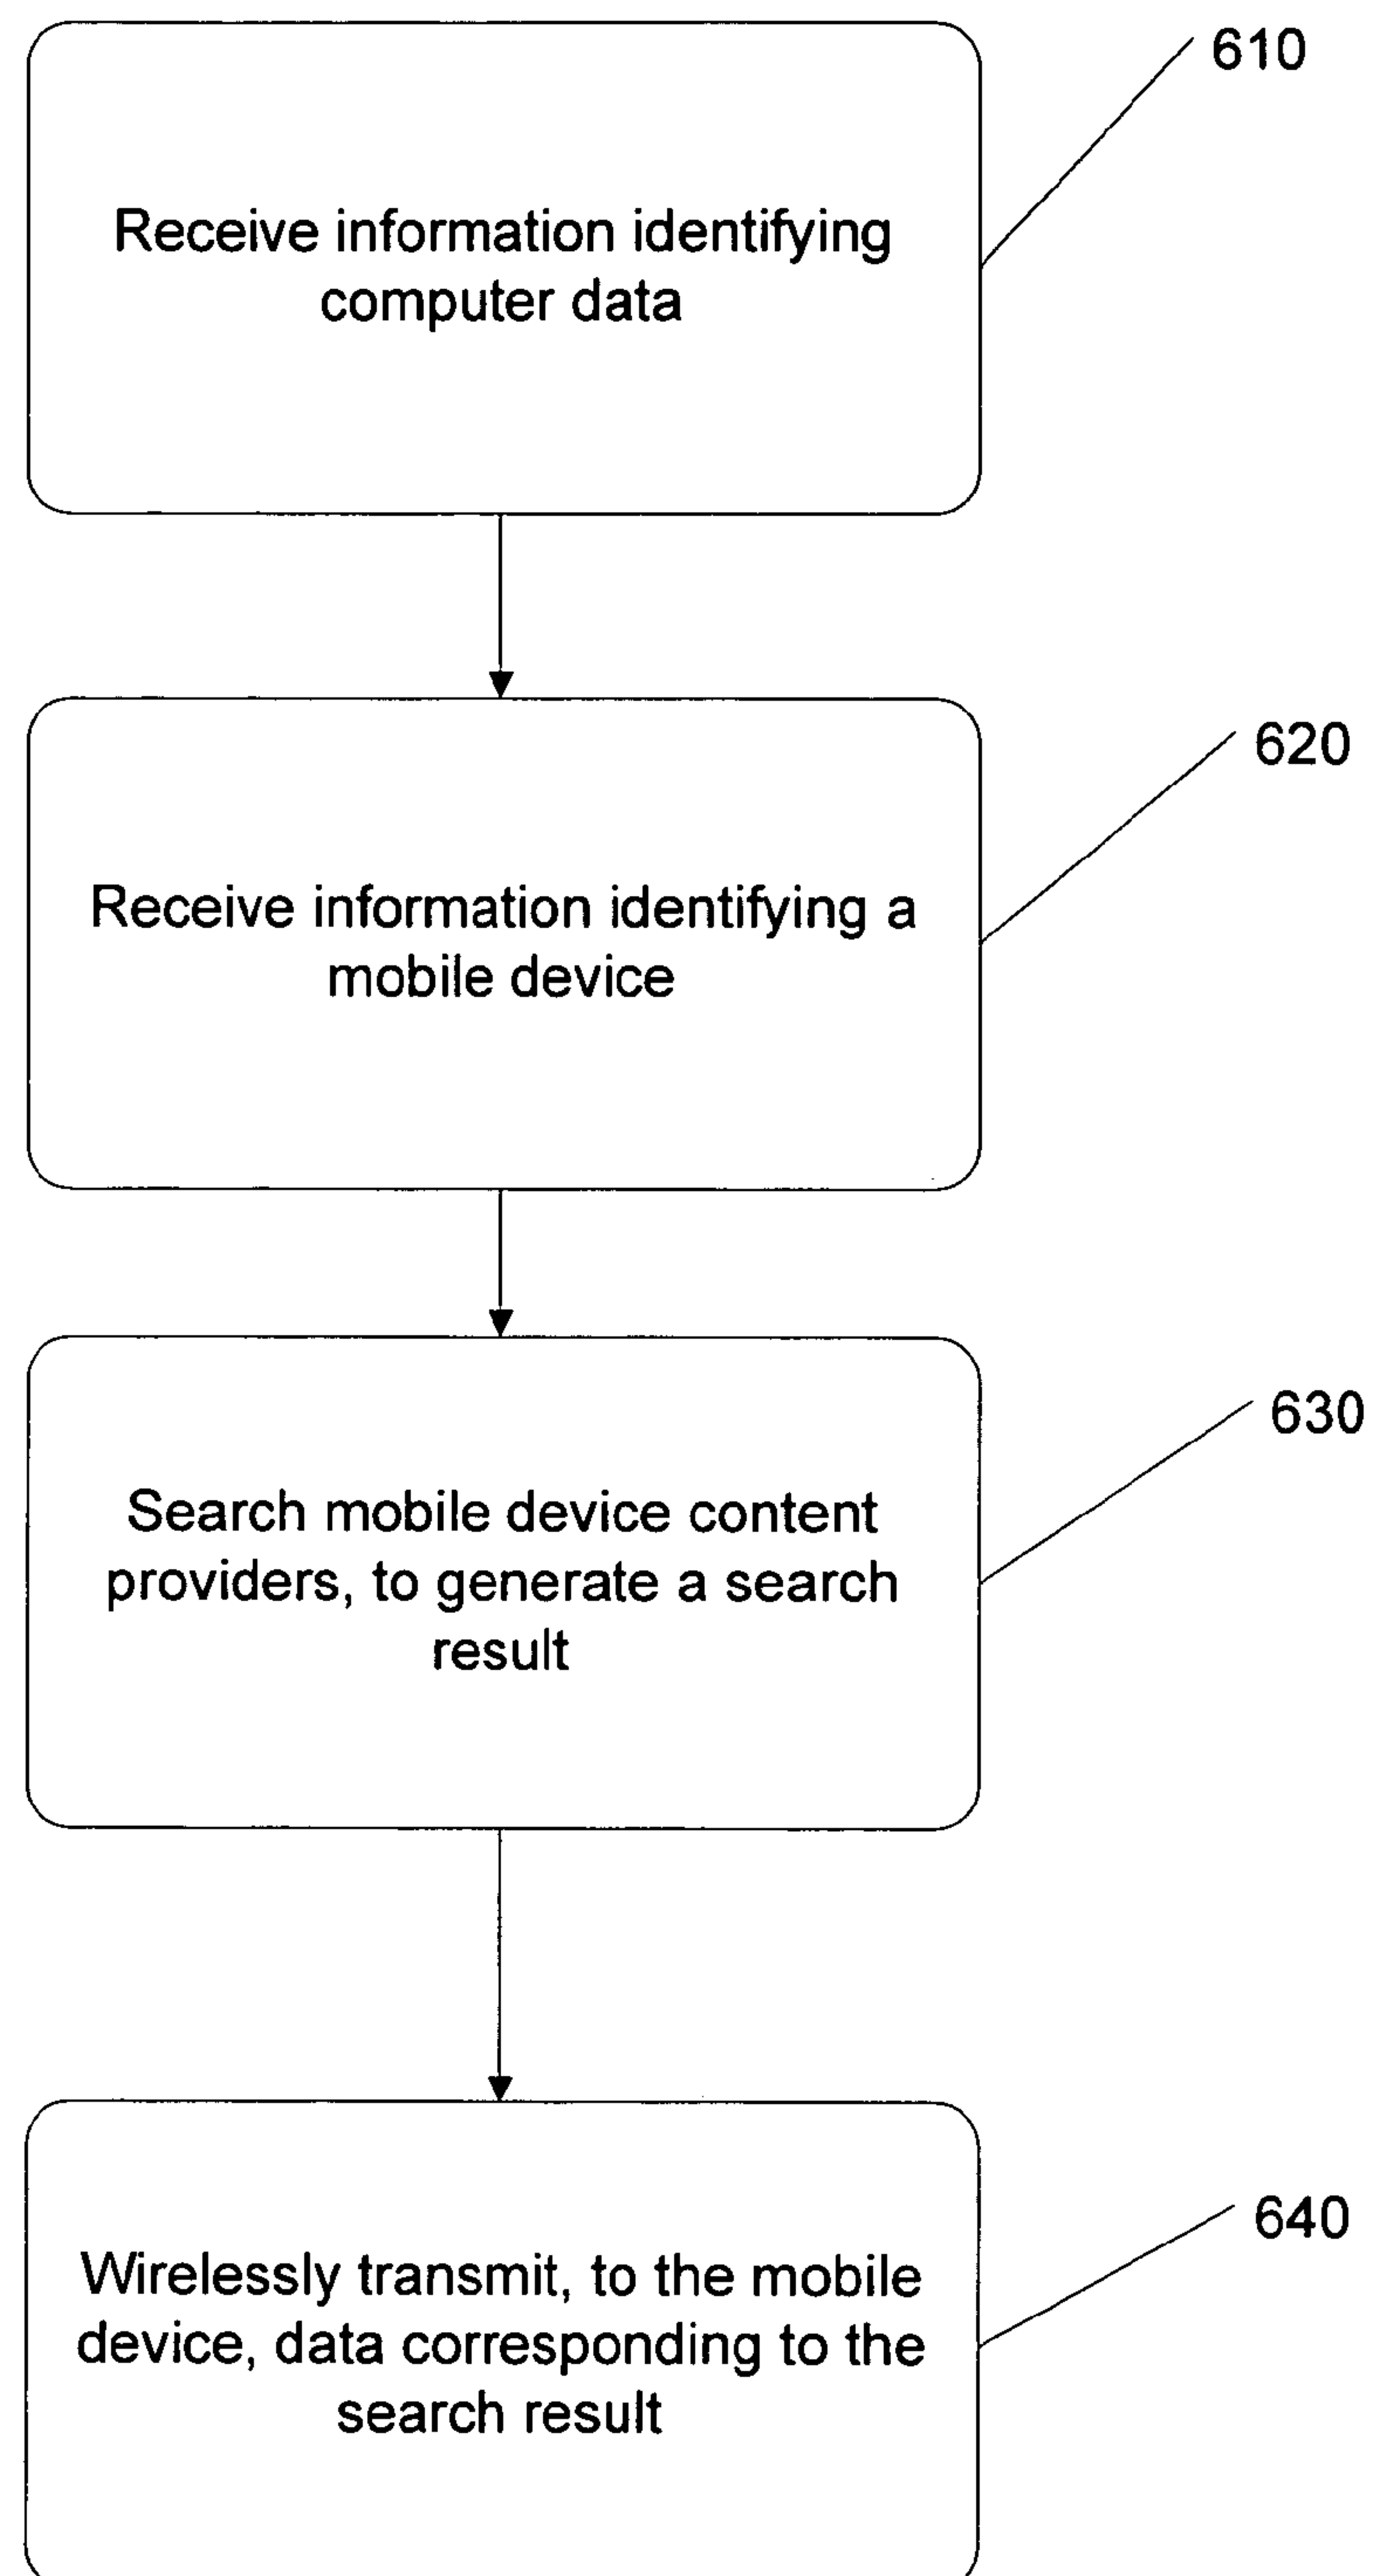 610
Receive information identifying
computer data
620
Receive information identifying a
mobile device
630
Search mobile device content
providers, to generate a search
result
640
Wirelessly transmit, to the mobile
device, data corresponding to the
search result